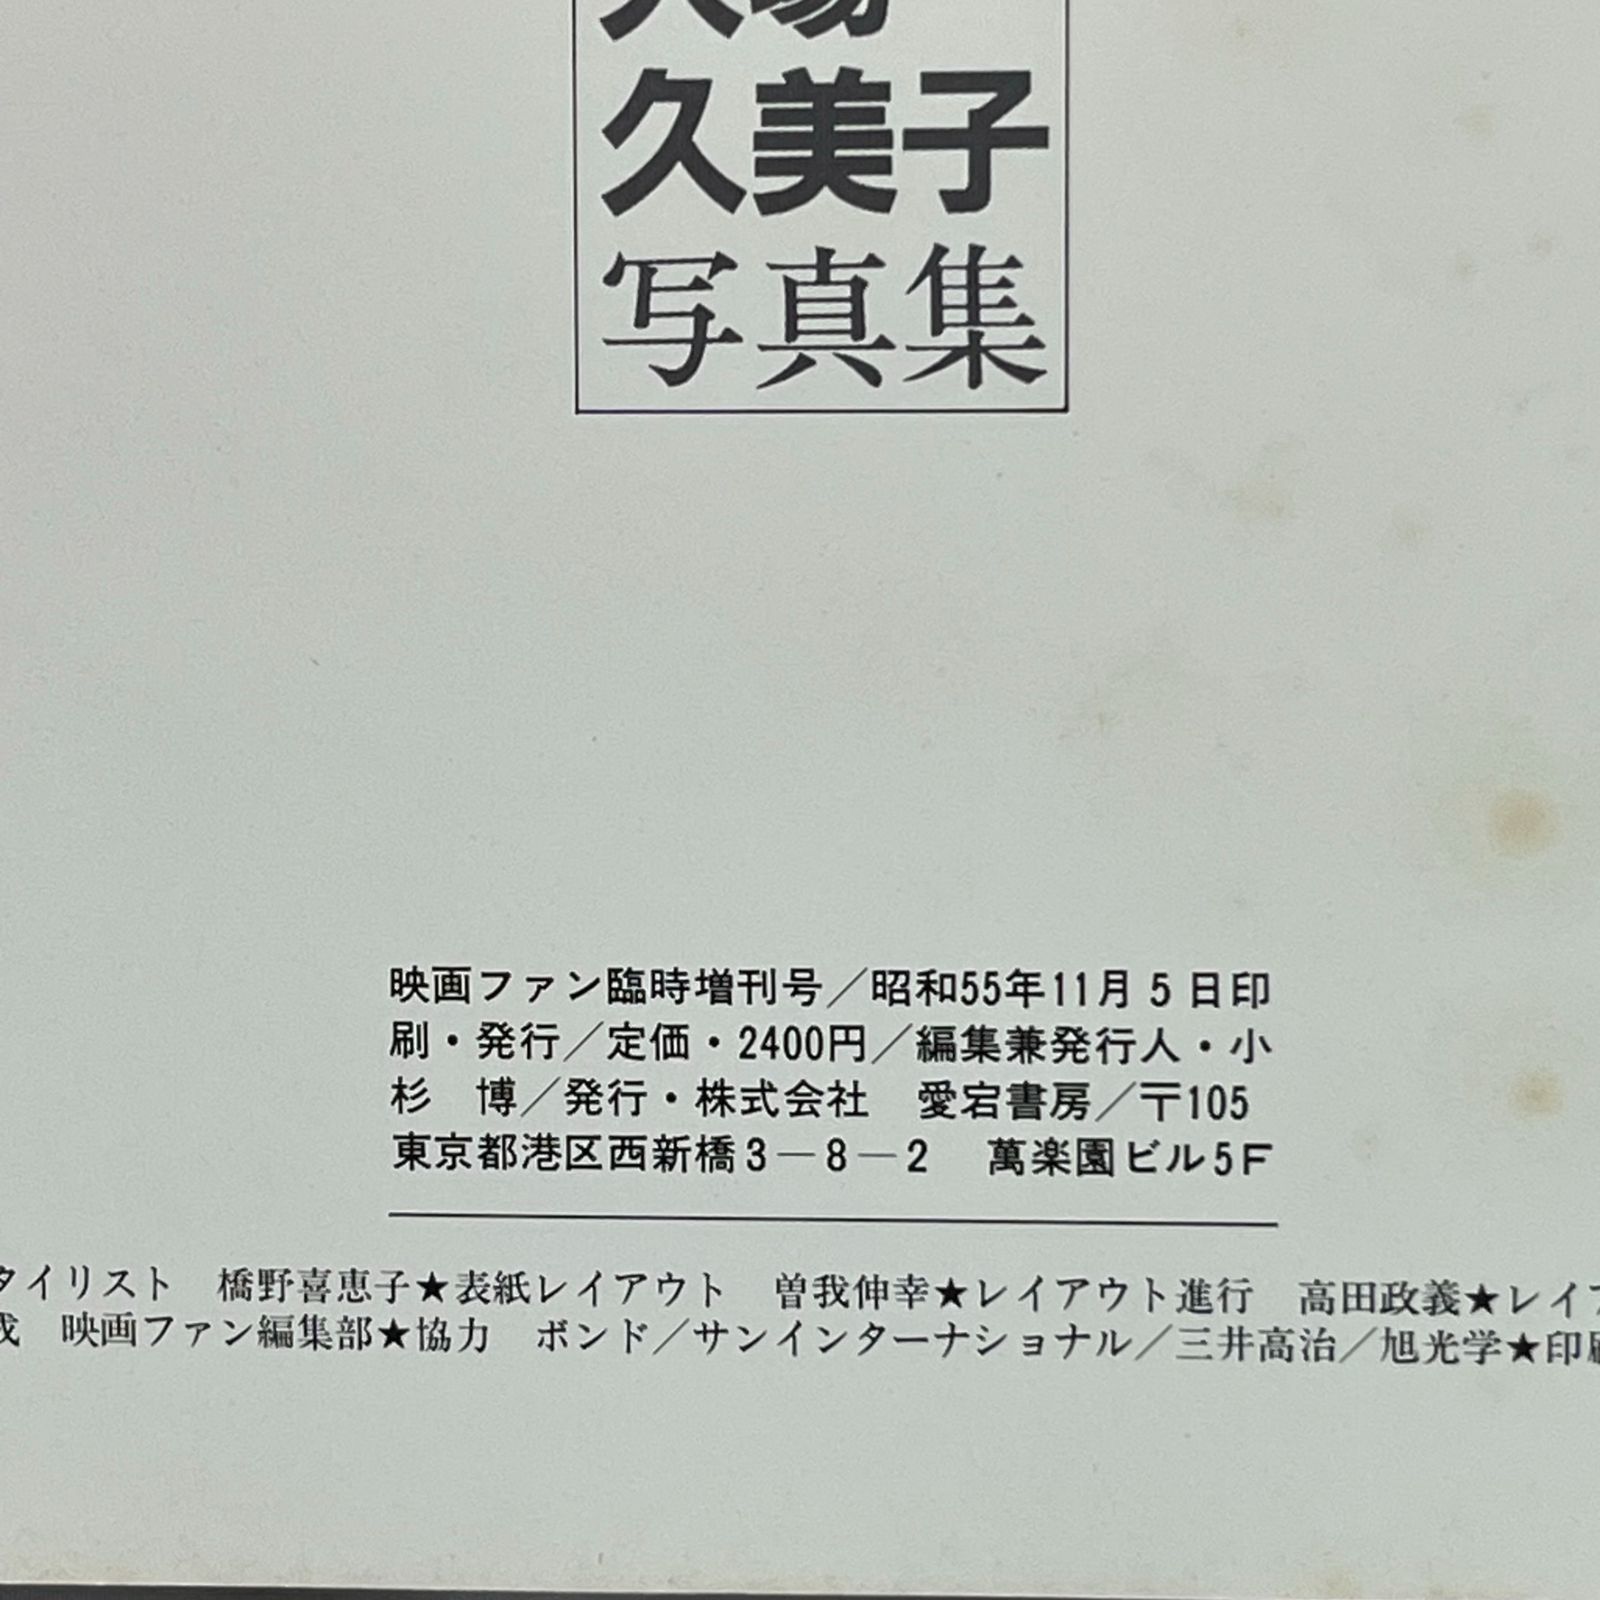 大場
久美子
写真集
映画ファン臨時増刊号／昭和55年11月5日印
刷・発行／定価・2400円／編集兼発行人・小
杉　博／発行・株式会社　愛宕書房／〒105
東京都港区西新橋3－8－2　萬楽園ビル5F
タイリスト　橋野喜恵子★表紙レイアウト　曽我伸幸★レイアウト進行　高田政義★レイア
成　映画ファン編集部★協力　ボンド／サンインターナショナル／三井高治／旭光学★印刷